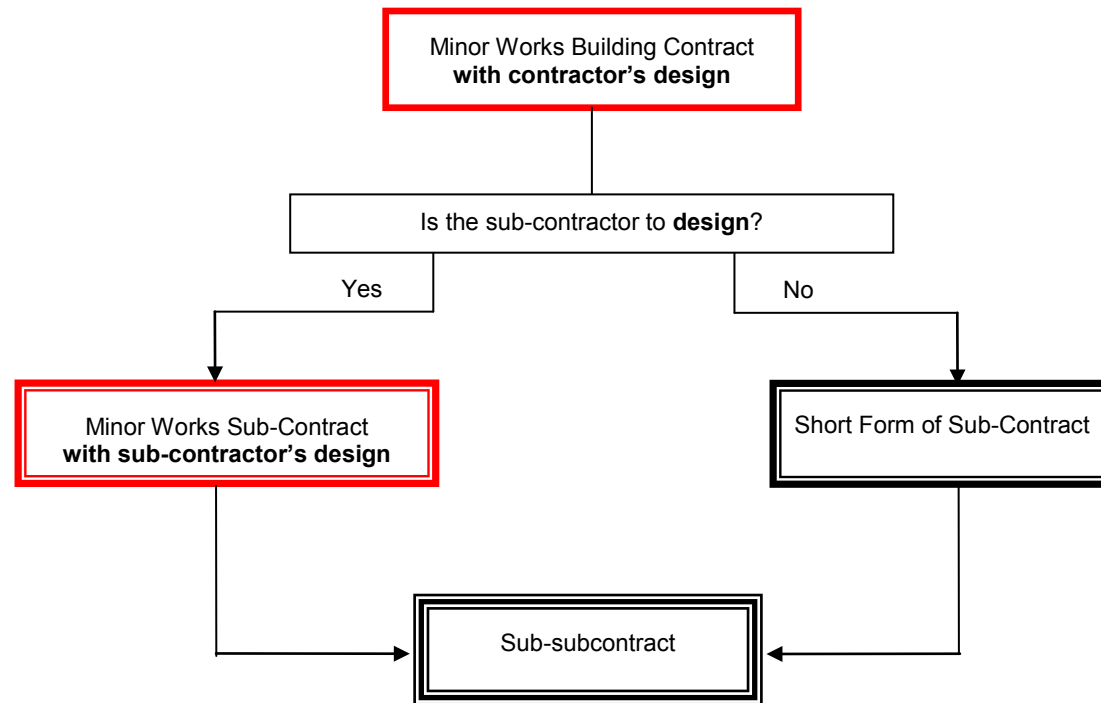 Minor Works Building Contract
with contractor's design
Is the sub-contractor to design?
Yes
No
Minor Works Sub-Contract
with sub-contractor's design
Short Form of Sub-Contract
Sub-subcontract